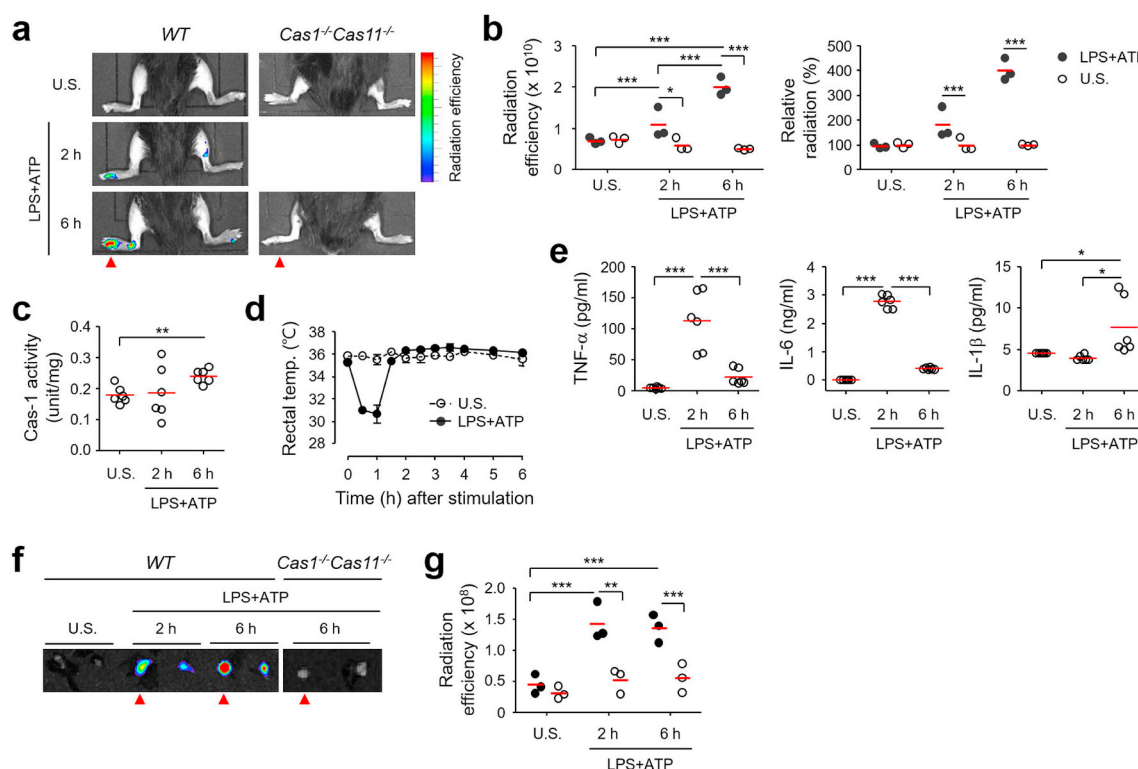 a
WT
Cas1-/-Cas11-/-
U.S.
2 h
6 h
LPS+ATP
Radiation efficiency
b
Radiation
efficiency (x 10¹⁰)
3
2
1
0
***
***
***
***
*
U.S.
2 h
6 h
LPS+ATP
Relative
radiation (%)
500
400
300
200
100
0
***
***
U.S.
2 h
6 h
LPS+ATP
LPS+AT
U.S.
c
Cas-1 activity
(unit/mg)
0.4
0.3
0.2
0.1
0.0
**
U.S.
2 h
6 h
LPS+ATP
d
Rectal temp. (℃)
38
36
34
32
30
28
U.S.
LPS+ATP
0 1 2 3 4 5 6
Time (h) after stimulation
e
TNF-α (pg/ml)
200
150
100
50
0
***
***
U.S.
2 h
6 h
LPS+ATP
IL-6 (ng/ml)
4
3
2
1
0
***
***
U.S.
2 h
6 h
LPS+ATP
IL-1β (pg/ml)
15
10
5
0
*
*
U.S.
2 h
6 h
LPS+ATP
f
WT
Cas1-/-Cas11-/-
LPS+ATP
U.S.
2 h
6 h
6 h
g
Radiation
efficiency (x 10⁸)
2.0
1.5
1.0
0.5
0
***
***
**
***
U.S.
2 h
6 h
LPS+ATP